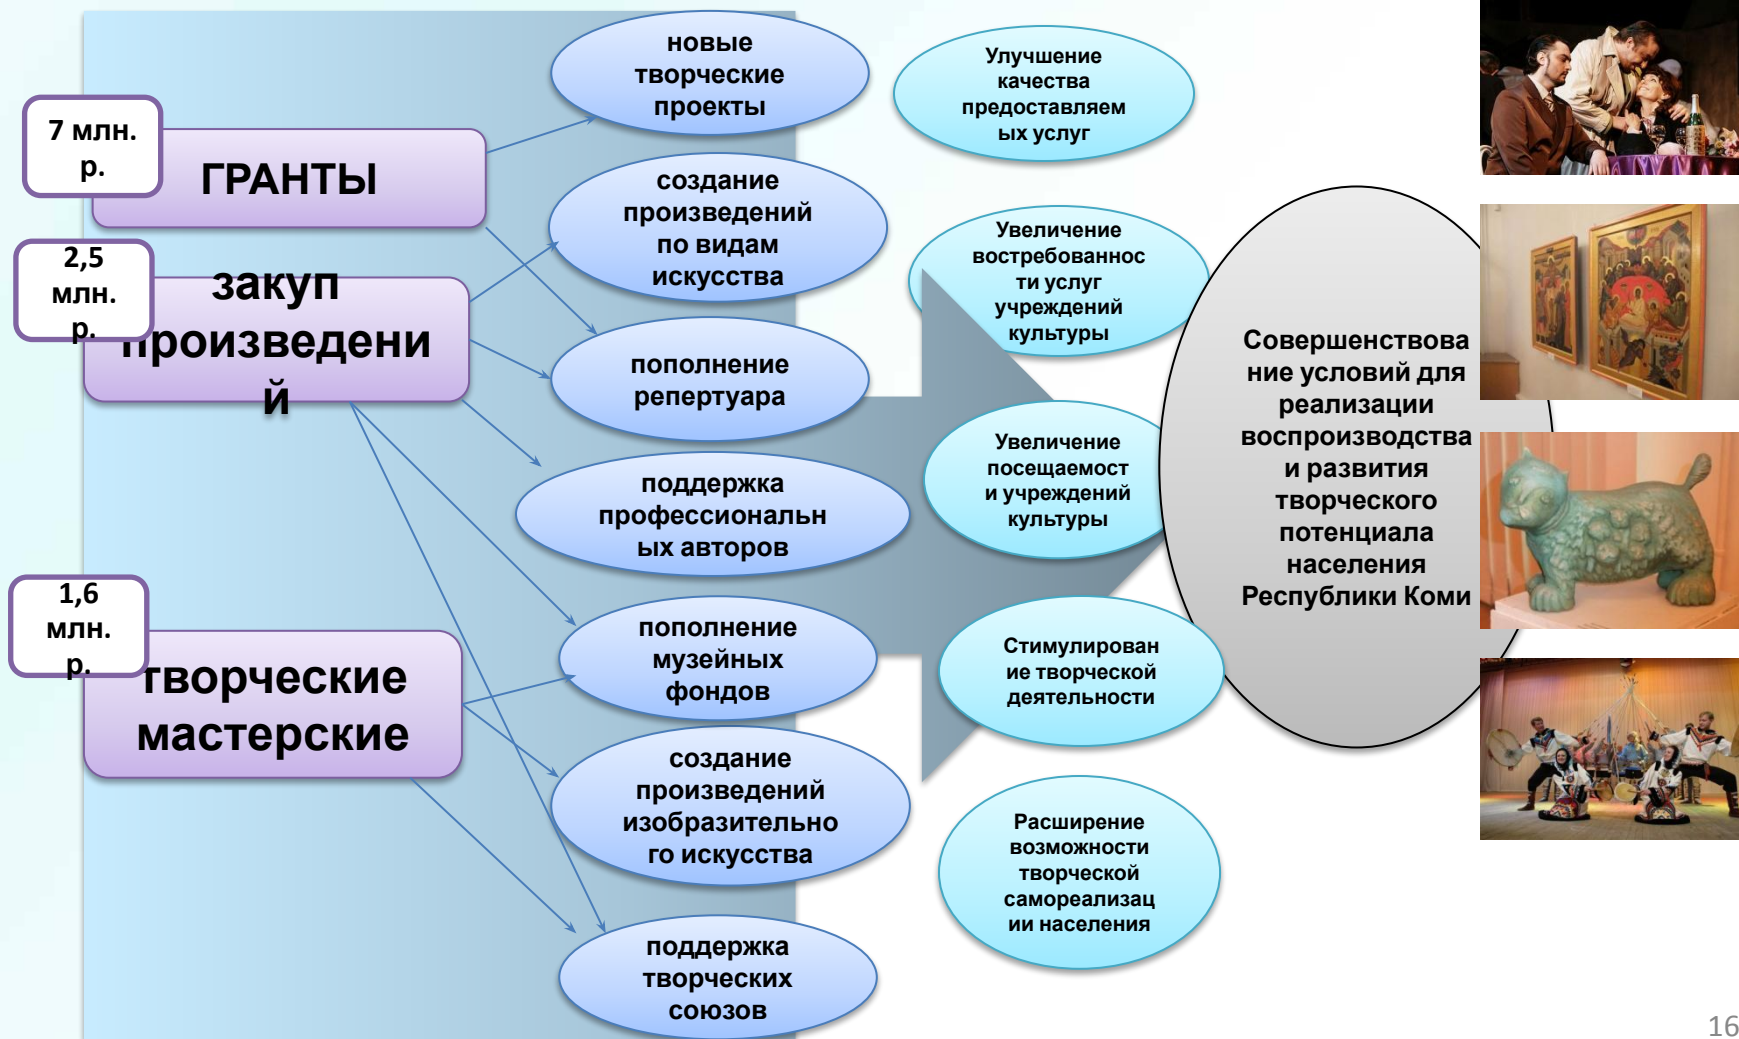 7 млн.
р.
ГРАНТЫ
2,5
млн.
р.
закуп
произведени
й
1,6
млн.
р.
творческие
мастерские
новые
творческие
проекты
создание
произведений
по видам
искусства
пополнение
репертуара
поддержка
профессиональн
ых авторов
пополнение
музейных
фондов
создание
произведений
изобразительно
го искусства
поддержка
творческих
союзов
Улучшение
качества
предоставляем
ых услуг
Увеличение
востребованнос
ти услуг
учреждений
культуры
Увеличение
посещаемост
и учреждений
культуры
Стимулирован
ие творческой
деятельности
Расширение
возможности
творческой
самореализац
ии населения
Совершенствова
ние условий для
реализации
воспроизводства
и развития
творческого
потенциала
населения
Республики Коми
16